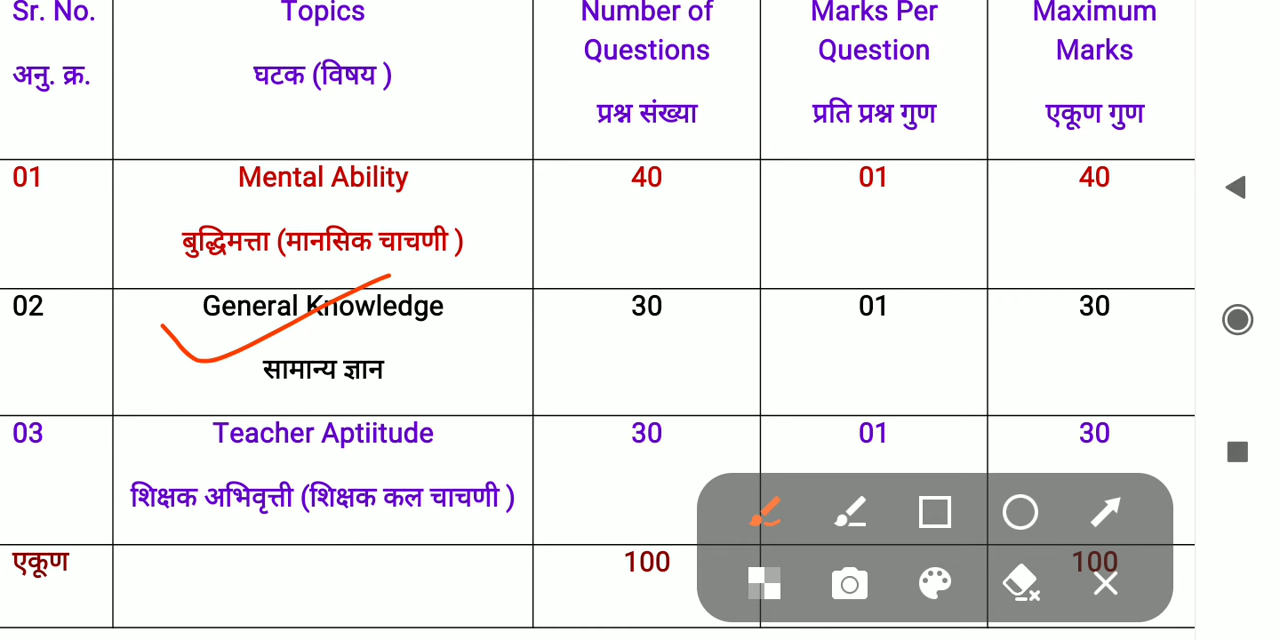 Sr. No. Topics Number of Marks Per Maximum
Questions Question Marks
अनु. क्र. घटक (विषय )
प्रश्न संख्या प्रति प्रश्न गुण एकूण गुण
01 Mental Ability 40 01 40
बुद्धिमत्ता (मानसिक चाचणी )
02 General Knowledge 30 01 30
सामान्य ज्ञान
03 Teacher Aptiitude 30 01 30
शिक्षक अभिवृत्ती (शिक्षक कल चाचणी )
एकूण 100 100